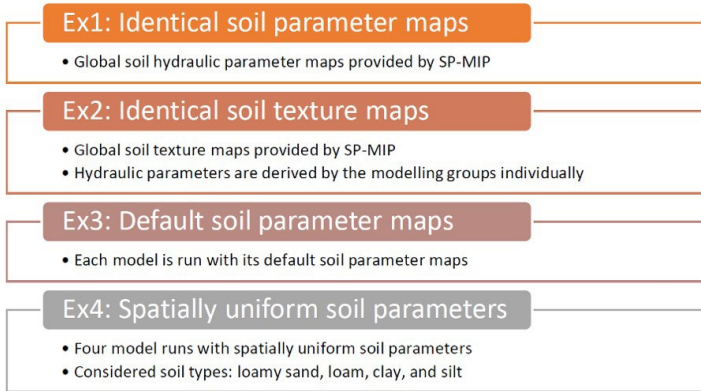 Ex1: Identical soil parameter maps
• Global soil hydraulic parameter maps provided by SP-MIP
Ex2: Identical soil texture maps
• Global soil texture maps provided by SP-MIP
• Hydraulic parameters are derived by the modelling groups individually
Ex3: Default soil parameter maps
• Each model is run with its default soil parameter maps
Ex4: Spatially uniform soil parameters
• Four model runs with spatially uniform soil parameters
• Considered soil types: loamy sand, loam, clay, and silt